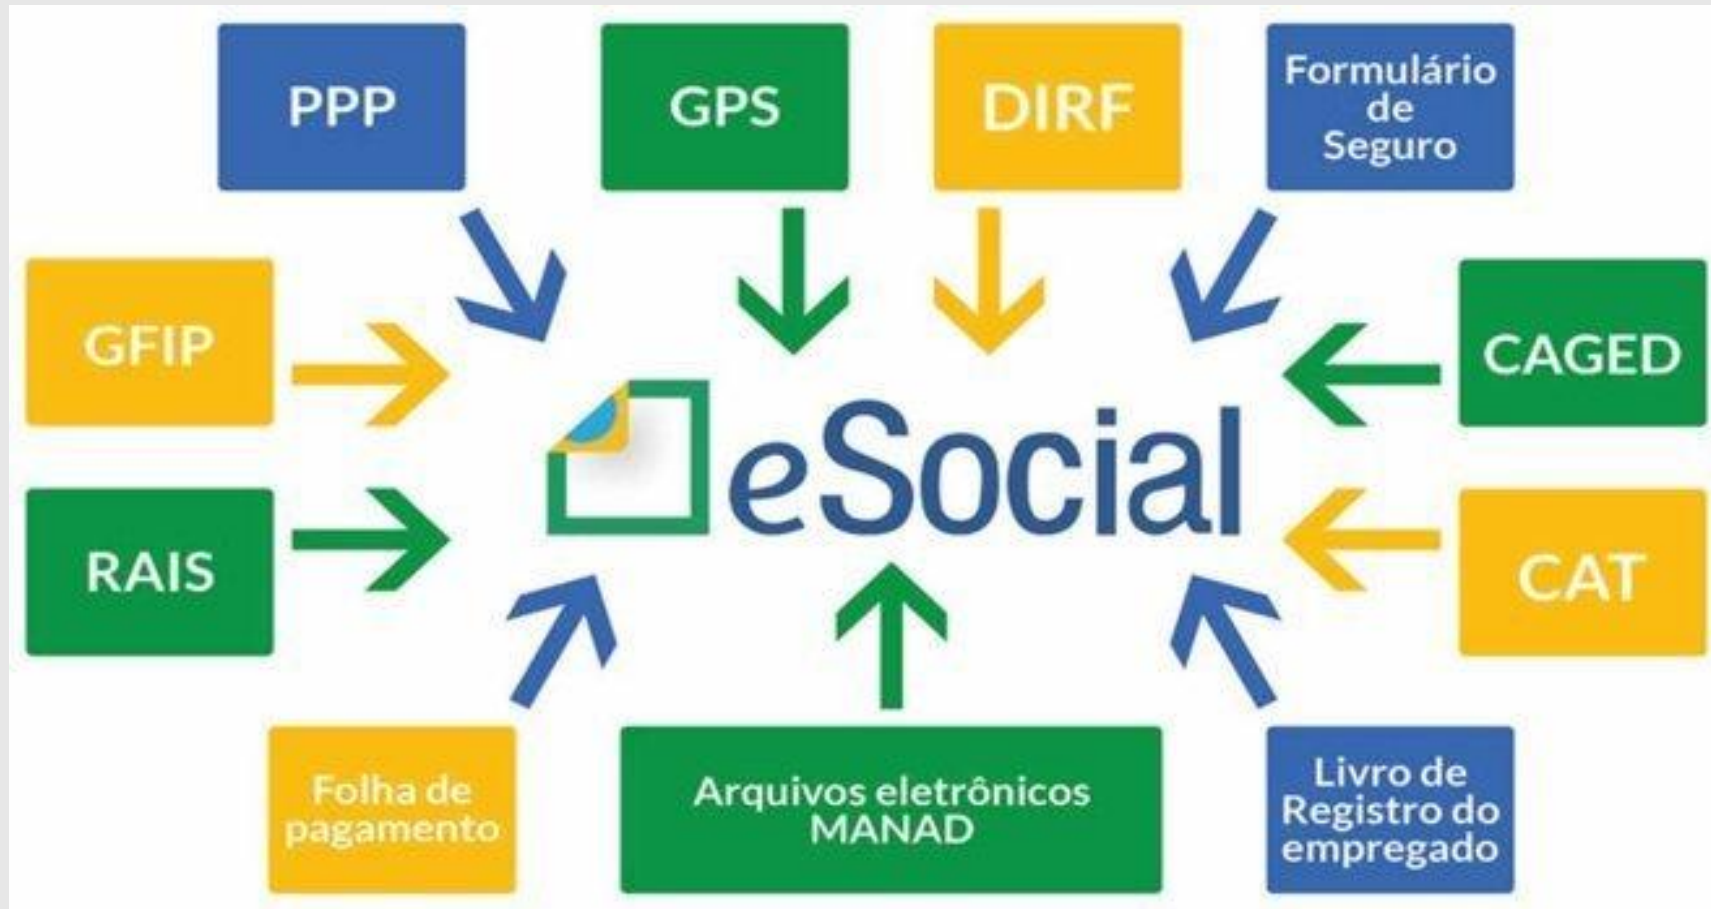 PPP
GPS
DIRF
Formulário
de
Seguro
GFIP
CAGED
eSocial
RAIS
CAT
Folha de
pagamento
Arquivos eletrônicos
MANAD
Livro de
Registro do
empregado